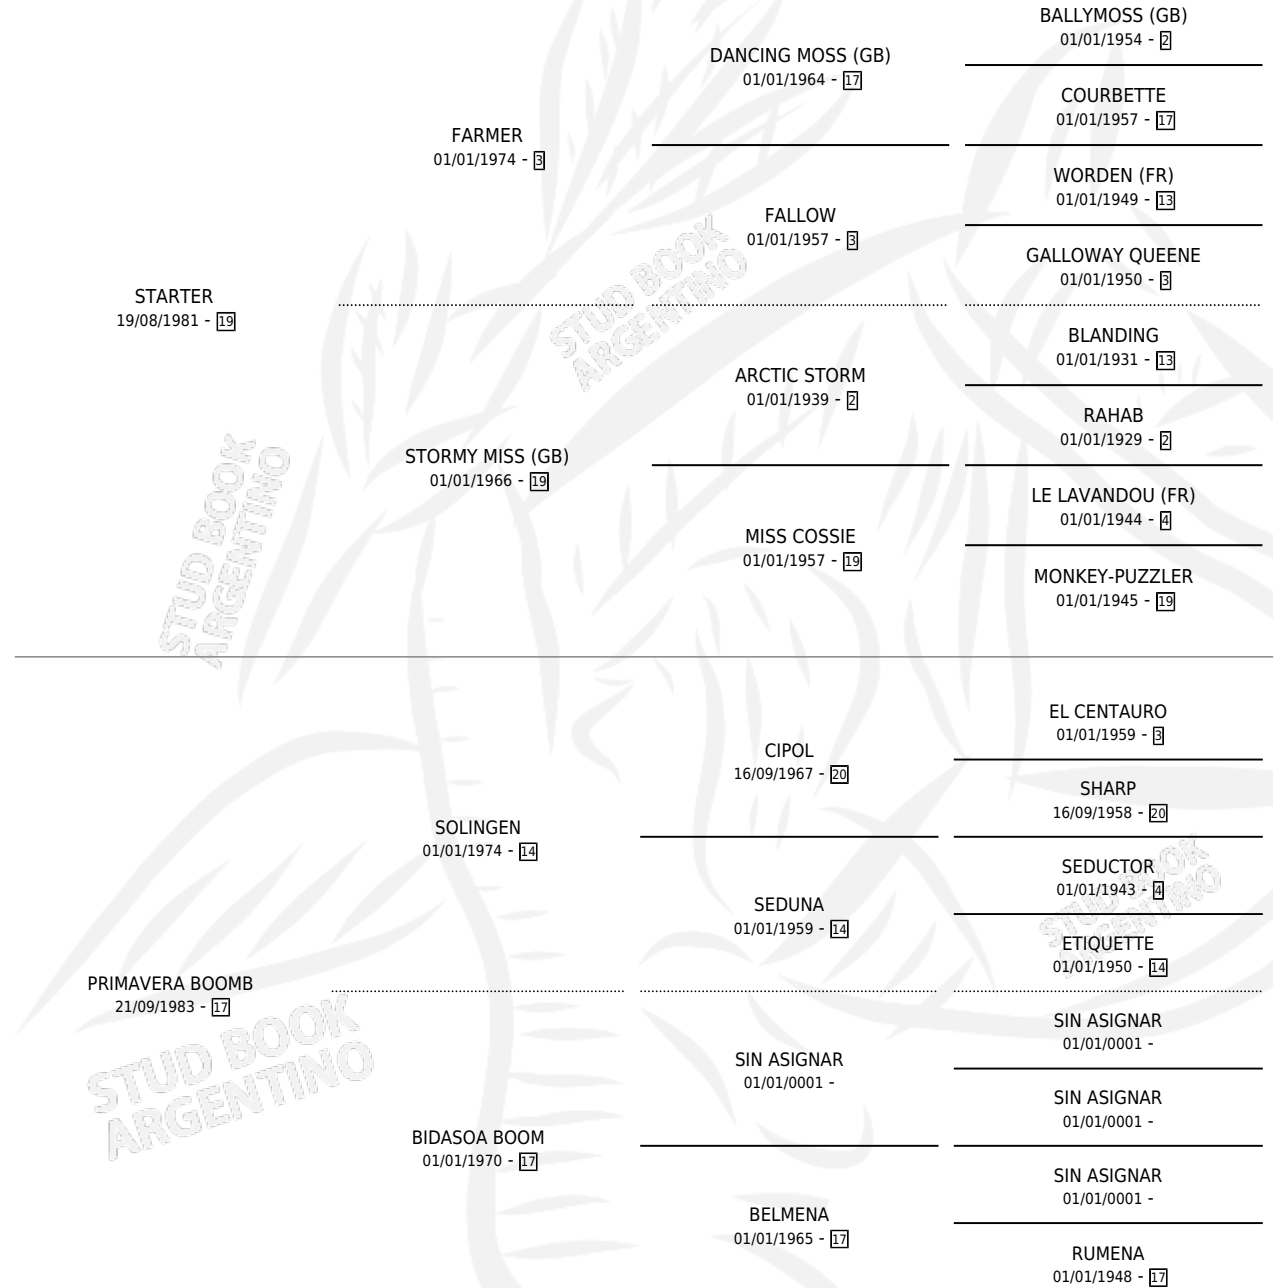 BALLYMOSS (GB)
01/01/1954 - 2
DANCING MOSS (GB)
01/01/1964 - 17
COURBETTE
01/01/1957 - 17
FARMER
01/01/1974 - 3
WORDEN (FR)
01/01/1949 - 13
FALLOW
01/01/1957 - 3
GALLOWAY QUEENE
01/01/1950 - 3
STARTER
19/08/1981 - 19
BLANDING
01/01/1931 - 13
ARCTIC STORM
01/01/1939 - 2
RAHAB
01/01/1929 - 2
STORMY MISS (GB)
01/01/1966 - 19
LE LAVANDOU (FR)
01/01/1944 - 4
MISS COSSIE
01/01/1957 - 19
MONKEY-PUZZLER
01/01/1945 - 19
EL CENTAURO
01/01/1959 - 3
CIPOL
16/09/1967 - 20
SHARP
16/09/1958 - 20
SOLINGEN
01/01/1974 - 14
SEDUCTOR
01/01/1943 - 4
SEDUNA
01/01/1959 - 14
ETIQUETTE
01/01/1950 - 14
PRIMAVERA BOOMB
21/09/1983 - 17
SIN ASIGNAR
01/01/0001 -
SIN ASIGNAR
01/01/0001 -
SIN ASIGNAR
01/01/0001 -
BIDASOA BOOM
01/01/1970 - 17
SIN ASIGNAR
01/01/0001 -
BELMENA
01/01/1965 - 17
RUMENA
01/01/1948 - 17
STUD BOOK
ARGENTINO
STUD BOOK
ARGENTINO
STUD BOOK
ARGENTINO
STUD BOOK
ARGENTINO